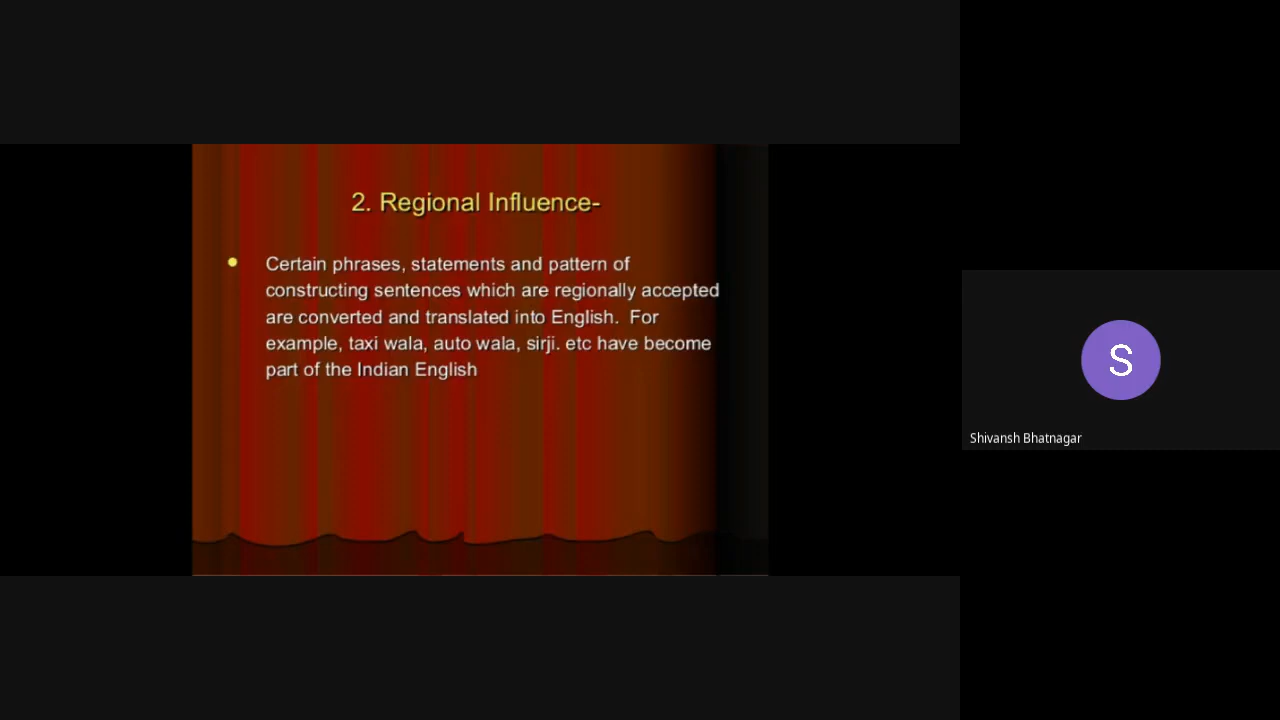 2. Regional Influence-
Certain phrases, statements and pattern of
constructing sentences which are regionally accepted
are converted and translated into English.  For
example, taxi wala, auto wala, sirji. etc have become
part of the Indian English
S
Shivansh Bhatnagar